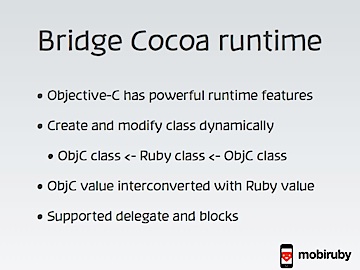 Bridge Cocoa runtime
• Objective-C has powerful runtime features
• Create and modify class dynamically
• ObjC class <- Ruby class <- ObjC class
• ObjC value interconverted with Ruby value
• Supported delegate and blocks
mobiruby